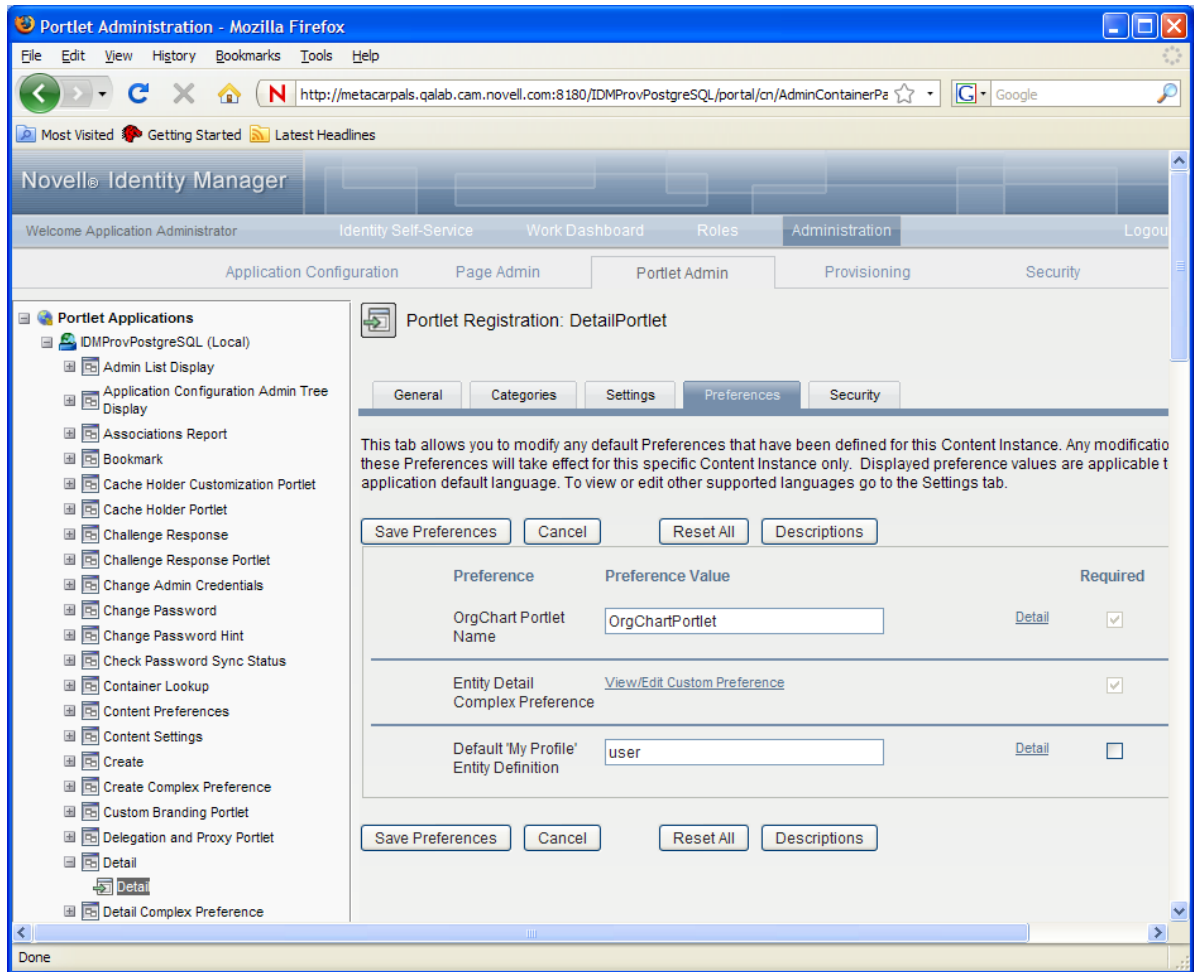 Portlet Administration - Mozilla Firefox
File Edit View History Bookmarks Tools Help
N http://metacarpals.qalab.cam.novell.com:8180/IDMProvPostgreSQL/portal/cn/AdminContainerPa G Google
Most Visited Getting Started Latest Headlines
Novell® Identity Manager
Welcome Application Administrator Identity Self-Service Work Dashboard Roles Administration Logou
Application Configuration Page Admin Portlet Admin Provisioning Security
Portlet Applications
IDMProvPostgreSQL (Local)
Admin List Display
Application Configuration Admin Tree
Display
Associations Report
Bookmark
Cache Holder Customization Portlet
Cache Holder Portlet
Challenge Response
Challenge Response Portlet
Change Admin Credentials
Change Password
Change Password Hint
Check Password Sync Status
Container Lookup
Content Preferences
Content Settings
Create
Create Complex Preference
Custom Branding Portlet
Delegation and Proxy Portlet
Detail
Detail
Detail Complex Preference
Portlet Registration: DetailPortlet
General Categories Settings Preferences Security
This tab allows you to modify any default Preferences that have been defined for this Content Instance. Any modificatio
these Preferences will take effect for this specific Content Instance only. Displayed preference values are applicable t
application default language. To view or edit other supported languages go to the Settings tab.
Save Preferences Cancel Reset All Descriptions
Preference Preference Value Required
OrgChart Portlet
Name
OrgChartPortlet Detail
Entity Detail
Complex Preference
View/Edit Custom Preference
Default 'My Profile'
Entity Definition
user Detail
Save Preferences Cancel Reset All Descriptions
Done